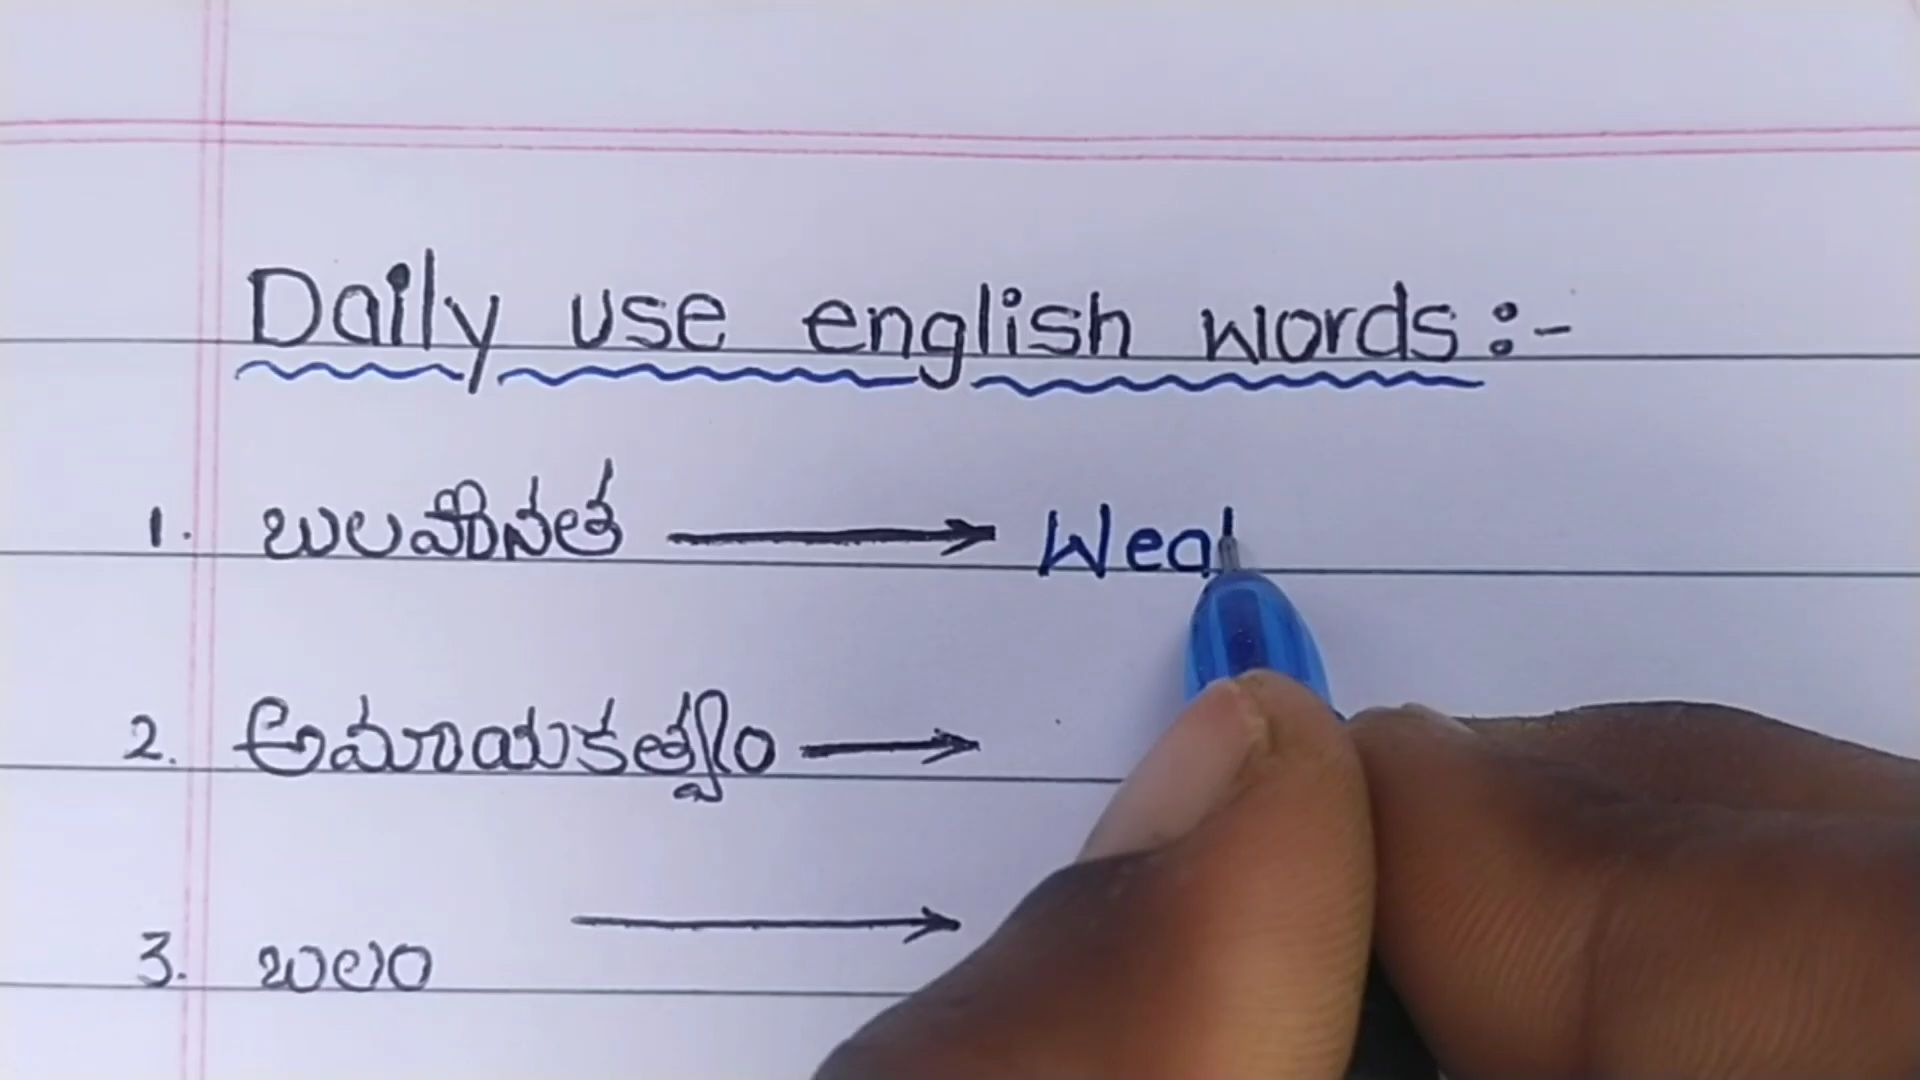 Daily use english words :-
1. బలహీనత → Wea
2. అమాయకత్వం →
3. బలం →